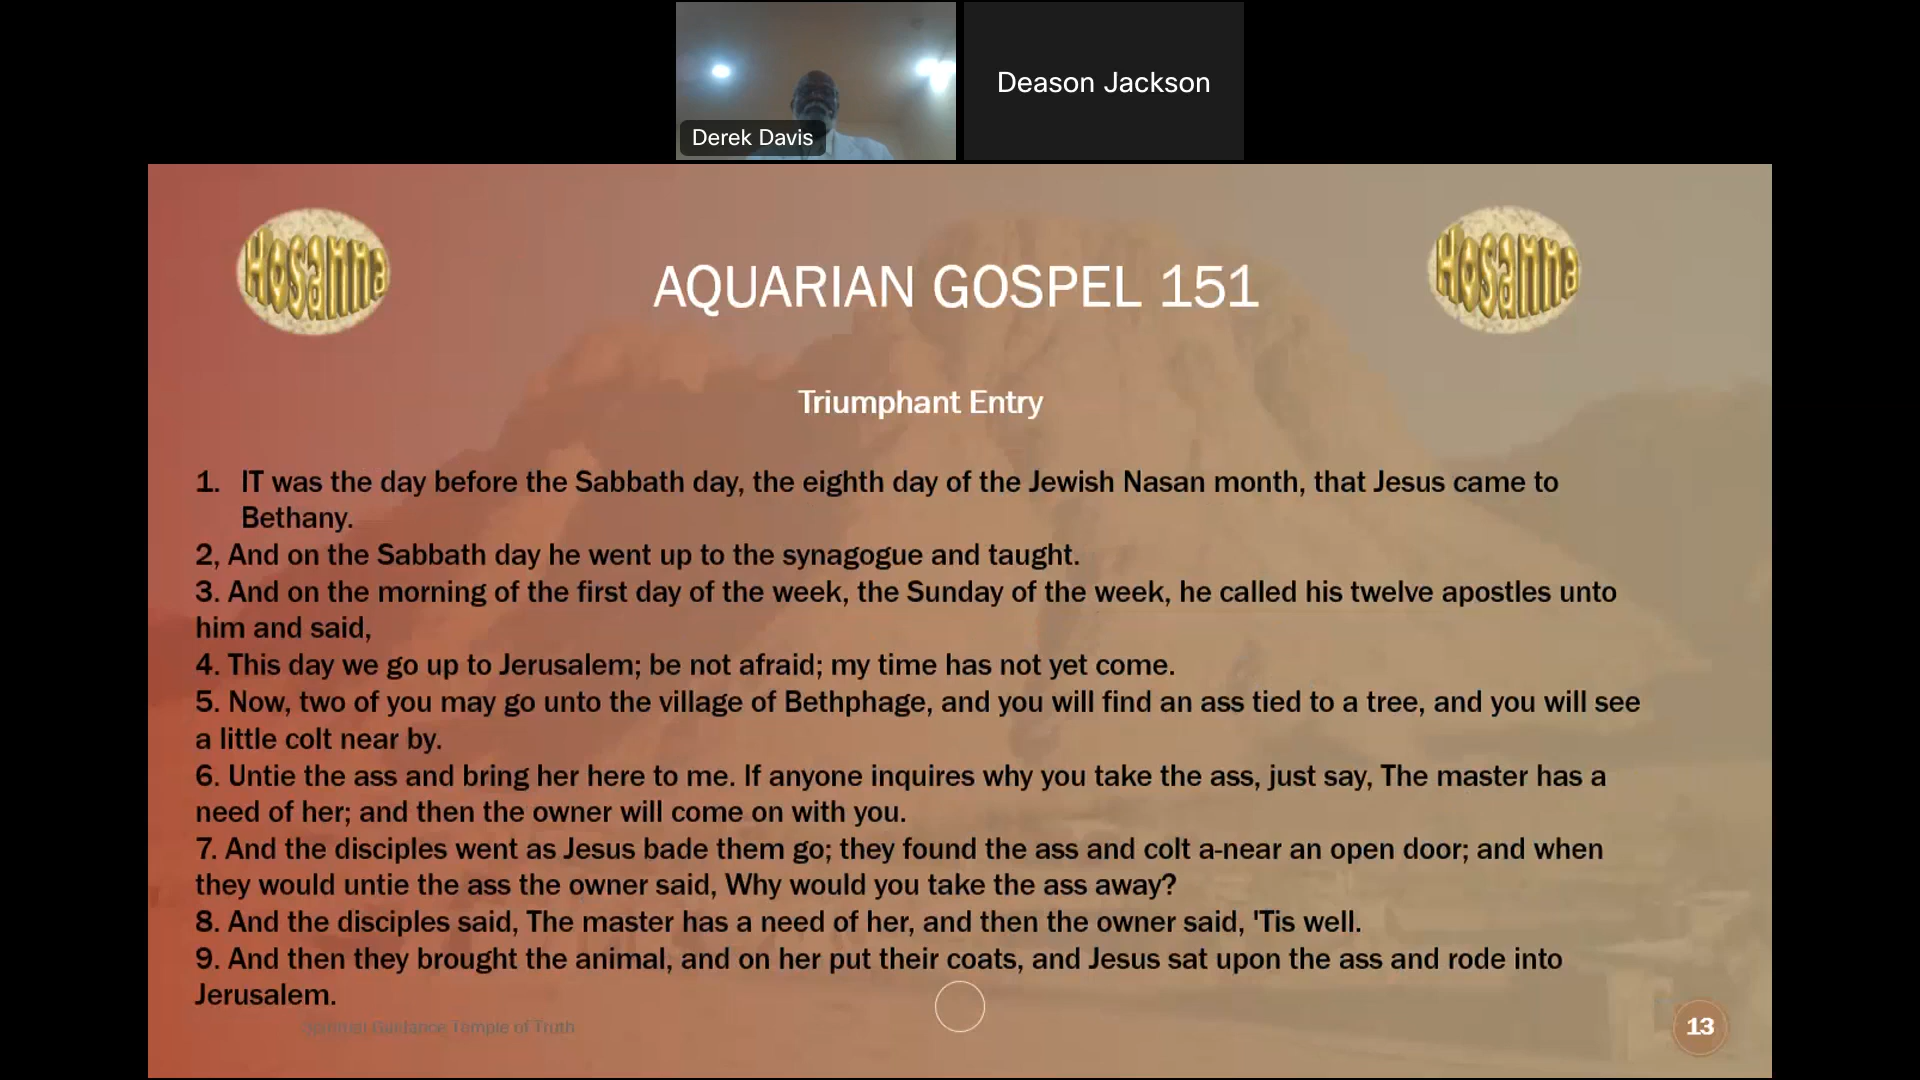 Derek Davis
Deason Jackson
Hosanna
Hosanna
AQUARIAN GOSPEL 151
Triumphant Entry
1. IT was the day before the Sabbath day, the eighth day of the Jewish Nasan month, that Jesus came to
Bethany.
2, And on the Sabbath day he went up to the synagogue and taught.
3. And on the morning of the first day of the week, the Sunday of the week, he called his twelve apostles unto
him and said,
4. This day we go up to Jerusalem; be not afraid; my time has not yet come.
5. Now, two of you may go unto the village of Bethphage, and you will find an ass tied to a tree, and you will see
a little colt near by.
6. Untie the ass and bring her here to me. If anyone inquires why you take the ass, just say, The master has a
need of her; and then the owner will come on with you.
7. And the disciples went as Jesus bade them go; they found the ass and colt a-near an open door; and when
they would untie the ass the owner said, Why would you take the ass away?
8. And the disciples said, The master has a need of her, and then the owner said, 'Tis well.
9. And then they brought the animal, and on her put their coats, and Jesus sat upon the ass and rode into
Jerusalem.
Spiritual Guidance Temple of Truth
13